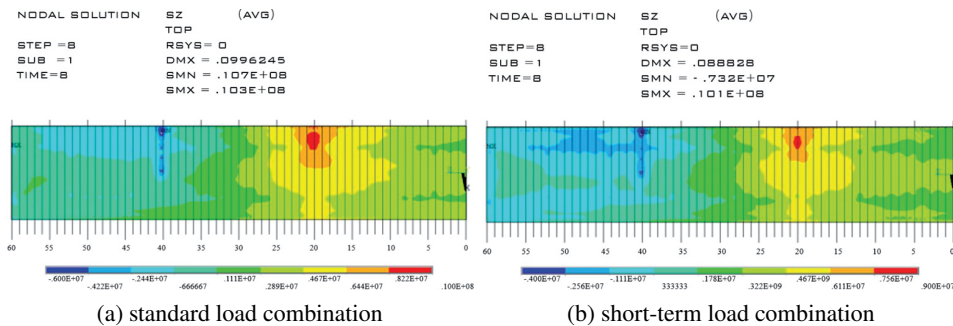 NODAL SOLUTION SZ (AVG)
TOP
STEP =8 RSYS= 0
SUB =1 DMX = .0996245
TIME=8 SMN = .107E+08
SMX = .103E+08
60 55 50 45 40 35 30 25 20 15 10 5 0
-.600E+07 -.244E+07 .111E+07 .467E+07 .822E+07
-.422E+07 -.666667 .289E+07 .644E+07 .100E+08
(a) standard load combination
NODAL SOLUTION SZ (AVG)
TOP
STEP =8 RSYS=0
SUB =1 DMX = .088828
TIME=8 SMN = -.732E+07
SMX = .101E+08
60 55 50 45 40 35 30 25 20 15 10 5 0
-.400E+07 -.111E+07 .178E+07 .467E+09 .756E+07
-.256E+07 333333 .322E+09 .611E+07 .900E+07
(b) short-term load combination